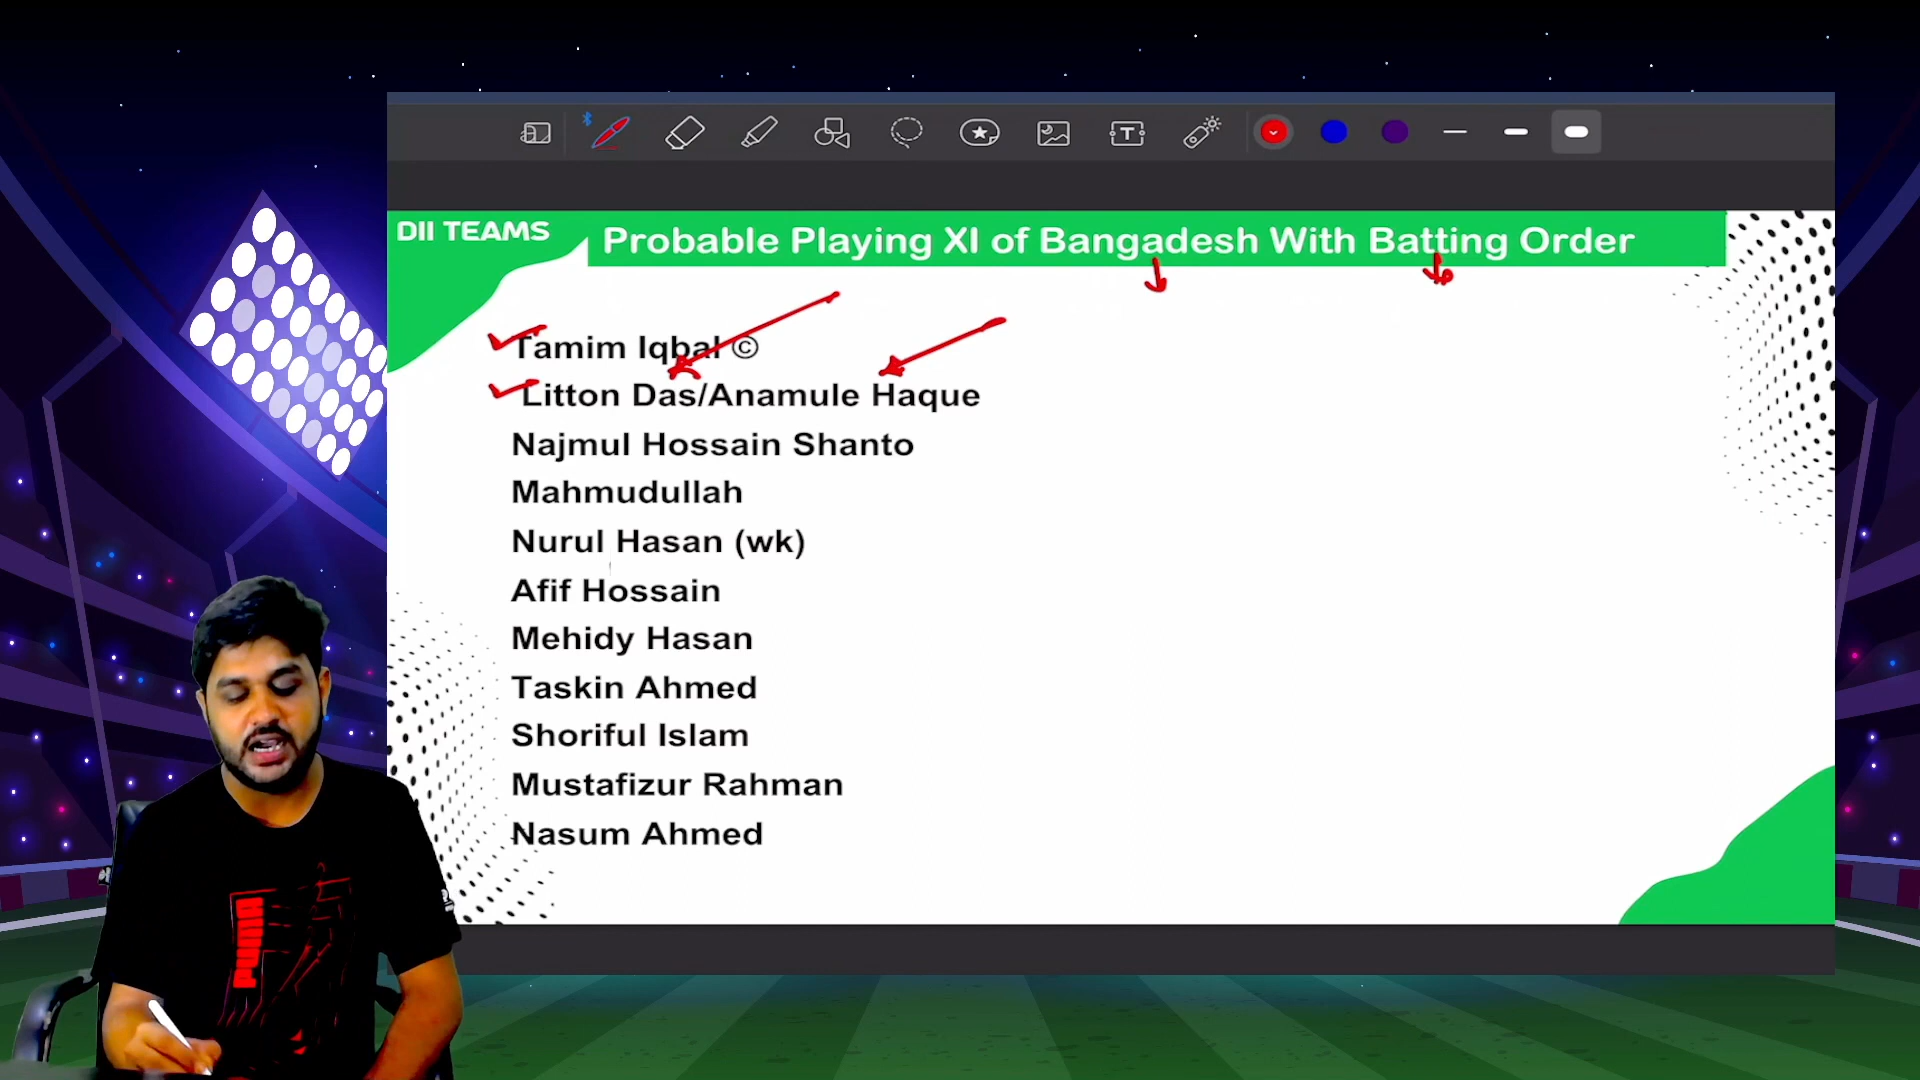 DII TEAMS
Probable Playing XI of Bangadesh With Batting Order
Tamim Iqbal ©
Litton Das/Anamule Haque
Najmul Hossain Shanto
Mahmudullah
Nurul Hasan (wk)
Afif Hossain
Mehidy Hasan
Taskin Ahmed
Shoriful Islam
Mustafizur Rahman
Nasum Ahmed
PUMA